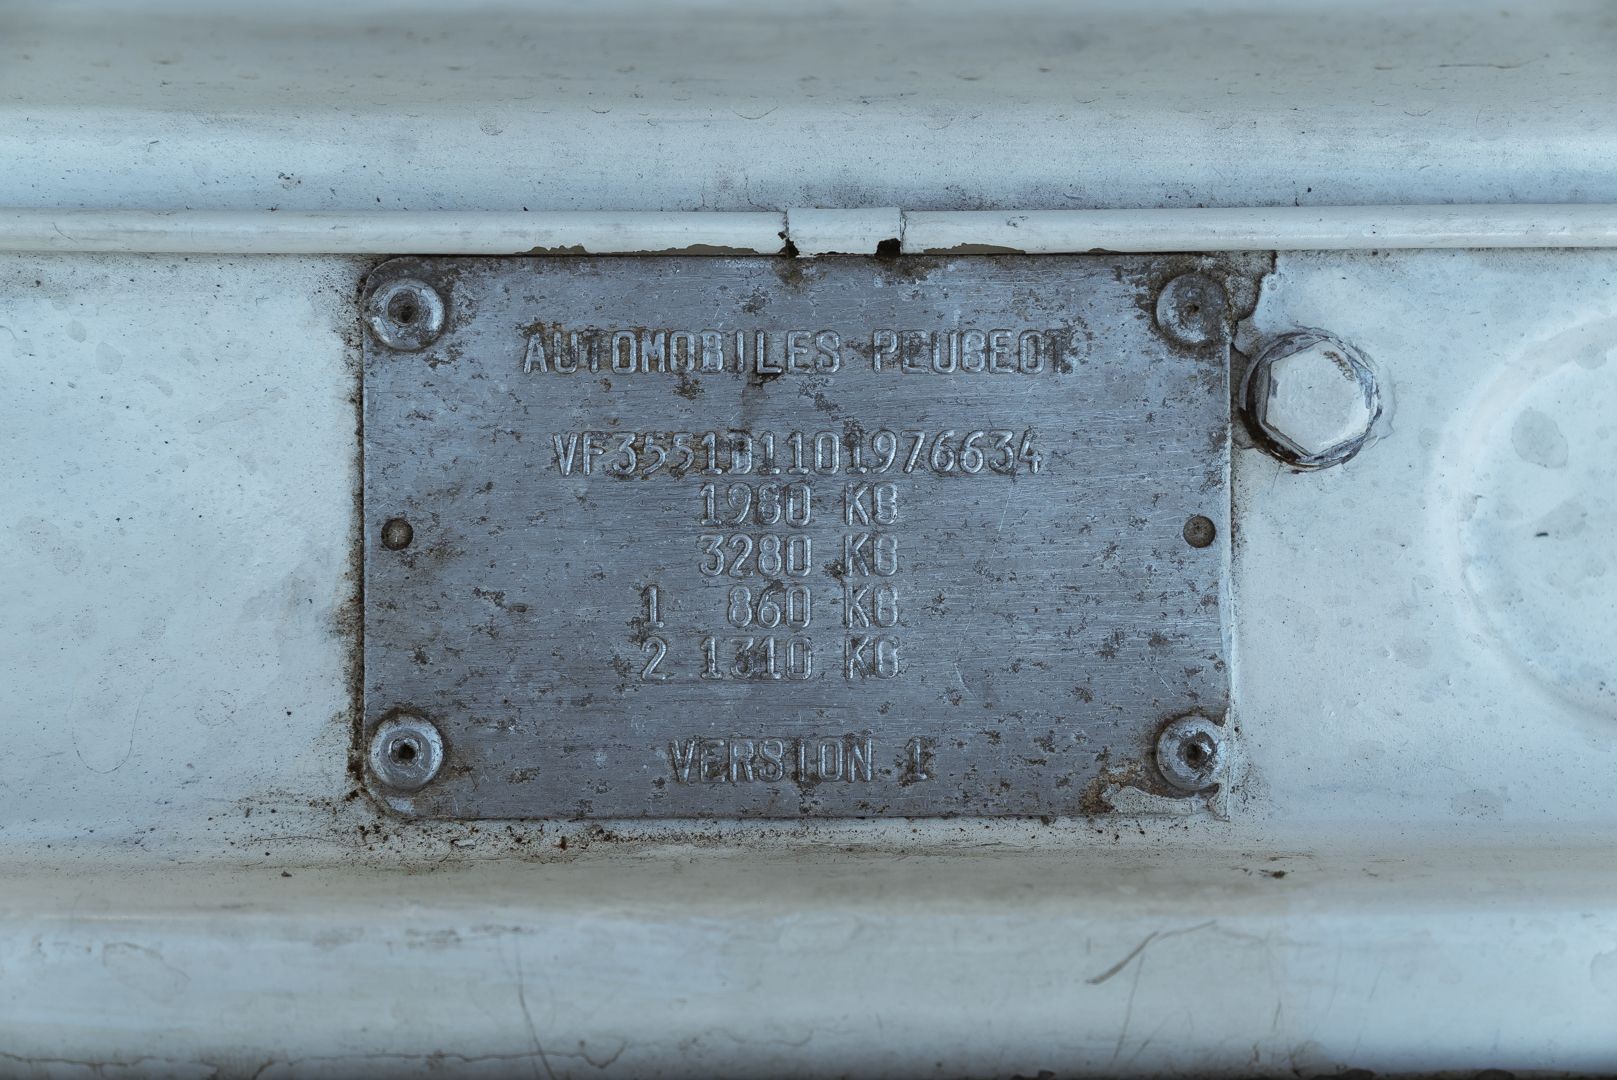 AUTOMOBILES PEUGEOT
VF3551D1101976634
1980 KG
3280 KG
1 860 KG
2 1310 KG
VERSION 1